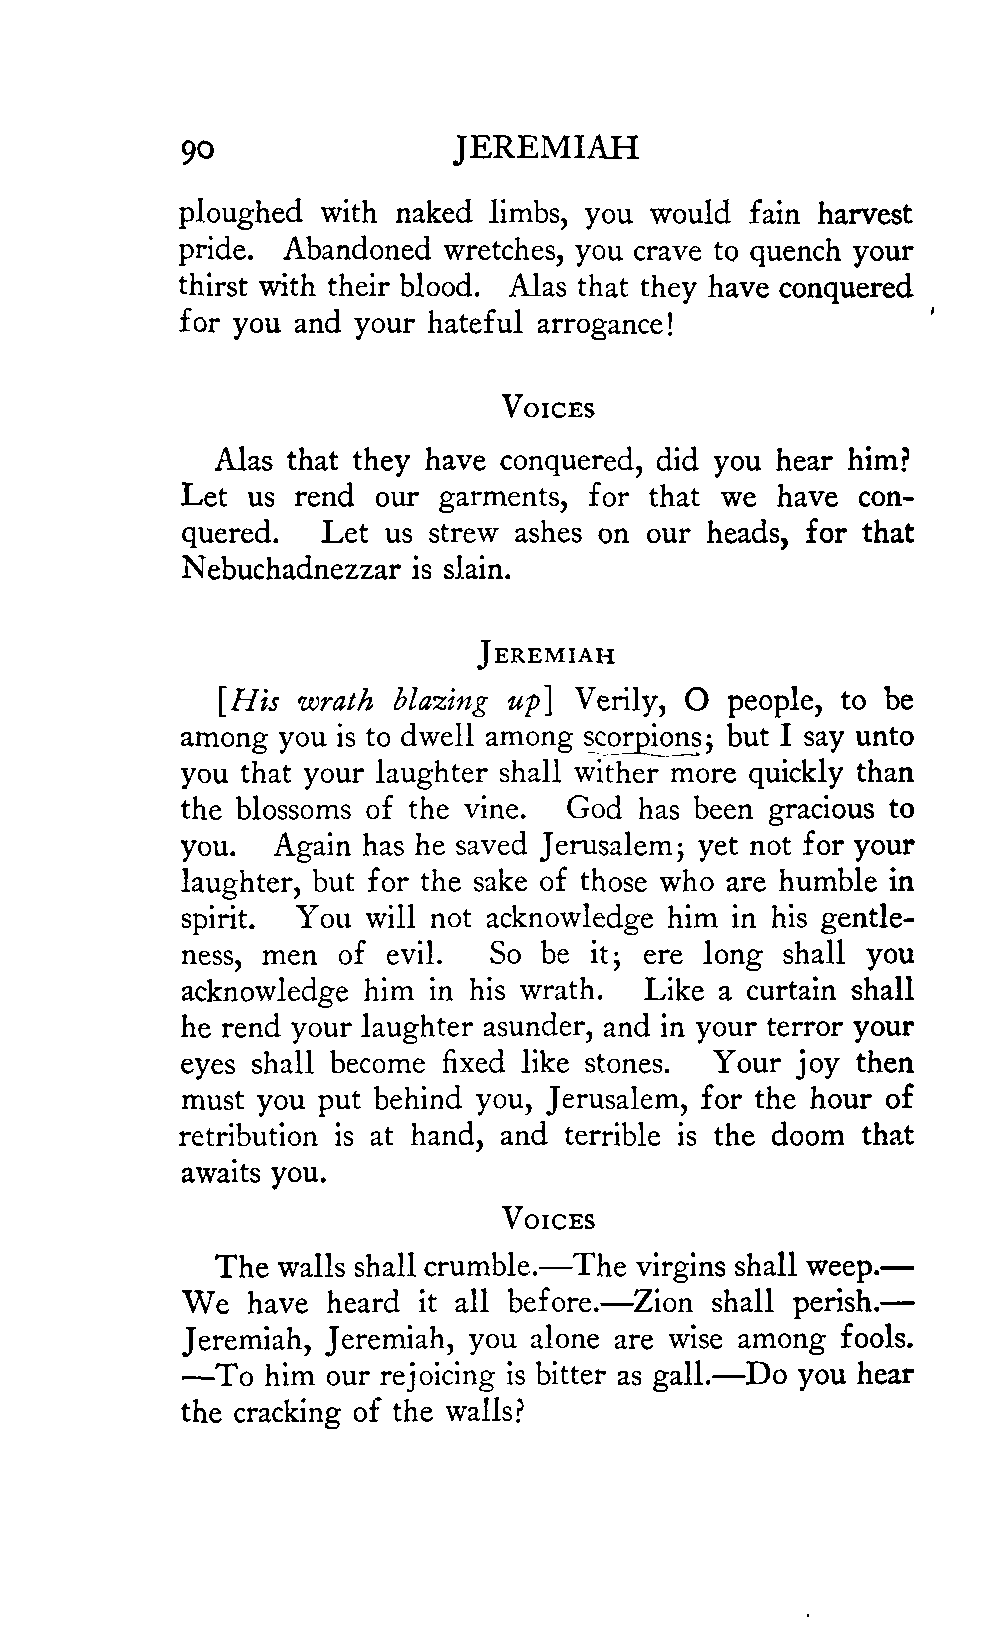 90 JEREMIAH
ploughed with naked limbs, you would fain harvest
pride. Abandoned wretches, you crave to quench your
thirst with their blood. Alas that they have conquered
for you and your hateful arrogance!
VOICES
Alas that they have conquered, did you hear him?
Let us rend our garments, for that we have con-
quered. Let us strew ashes on our heads, for that
Nebuchadnezzar is slain.
JEREMIAH
[His wrath blazing up] Verily, O people, to be
among you is to dwell among scorpions; but I say unto
you that your laughter shall wither more quickly than
the blossoms of the vine. God has been gracious to
you. Again has he saved Jerusalem; yet not for your
laughter, but for the sake of those who are humble in
spirit. You will not acknowledge him in his gentle-
ness, men of evil. So be it; ere long shall you
acknowledge him in his wrath. Like a curtain shall
he rend your laughter asunder, and in your terror your
eyes shall become fixed like stones. Your joy then
must you put behind you, Jerusalem, for the hour of
retribution is at hand, and terrible is the doom that
awaits you.
VOICES
The walls shall crumble.—The virgins shall weep.—
We have heard it all before.—Zion shall perish.—
Jeremiah, Jeremiah, you alone are wise among fools.
—To him our rejoicing is bitter as gall.—Do you hear
the cracking of the walls?